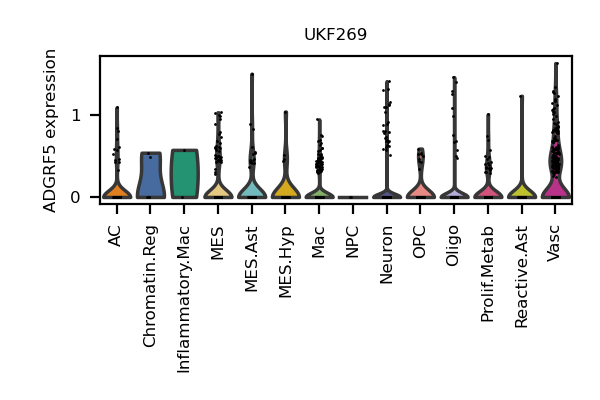 UKF269
ADGRF5 expression
1
0
AC
Chromatin.Reg
Inflammatory.Mac
MES
MES.Ast
MES.Hyp
Mac
NPC
Neuron
OPC
Oligo
Prolif.Metab
Reactive.Ast
Vasc